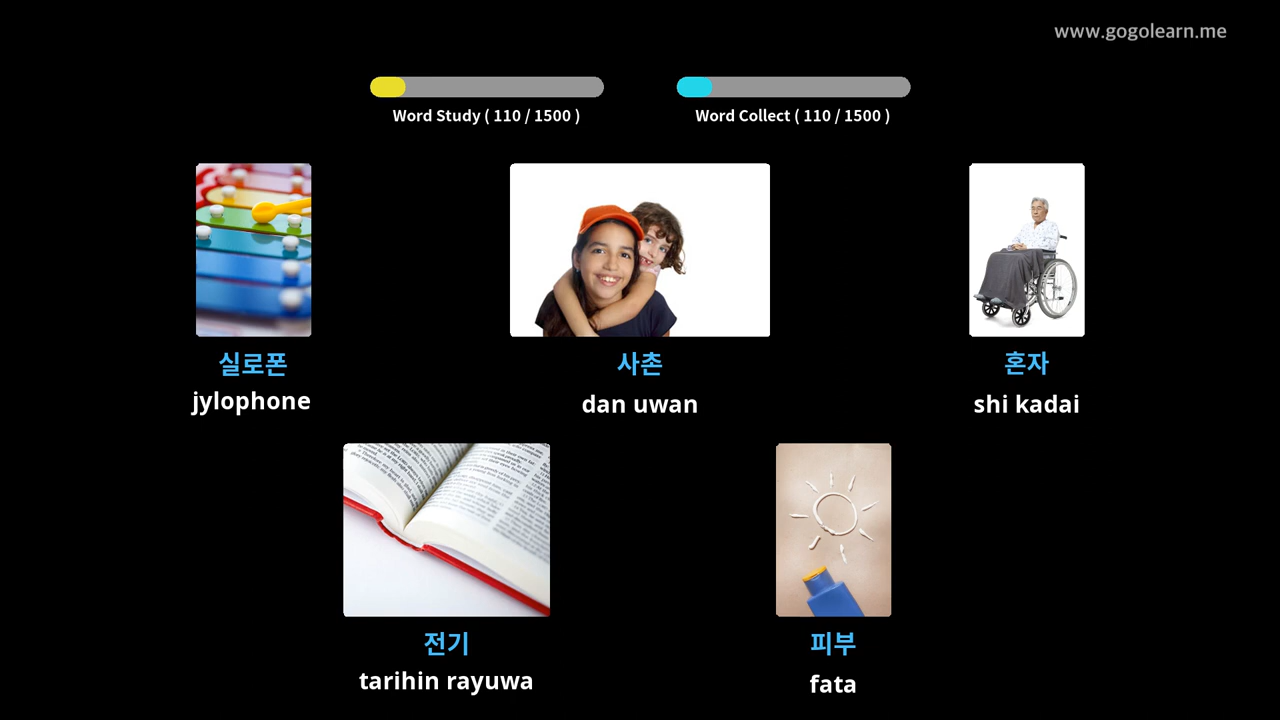 www.gogolearn.me
Word Study ( 110 / 1500 )
Word Collect ( 110 / 1500 )
실로폰
jylophone
사촌
dan uwan
혼자
shi kadai
전기
tarihin rayuwa
피부
fata